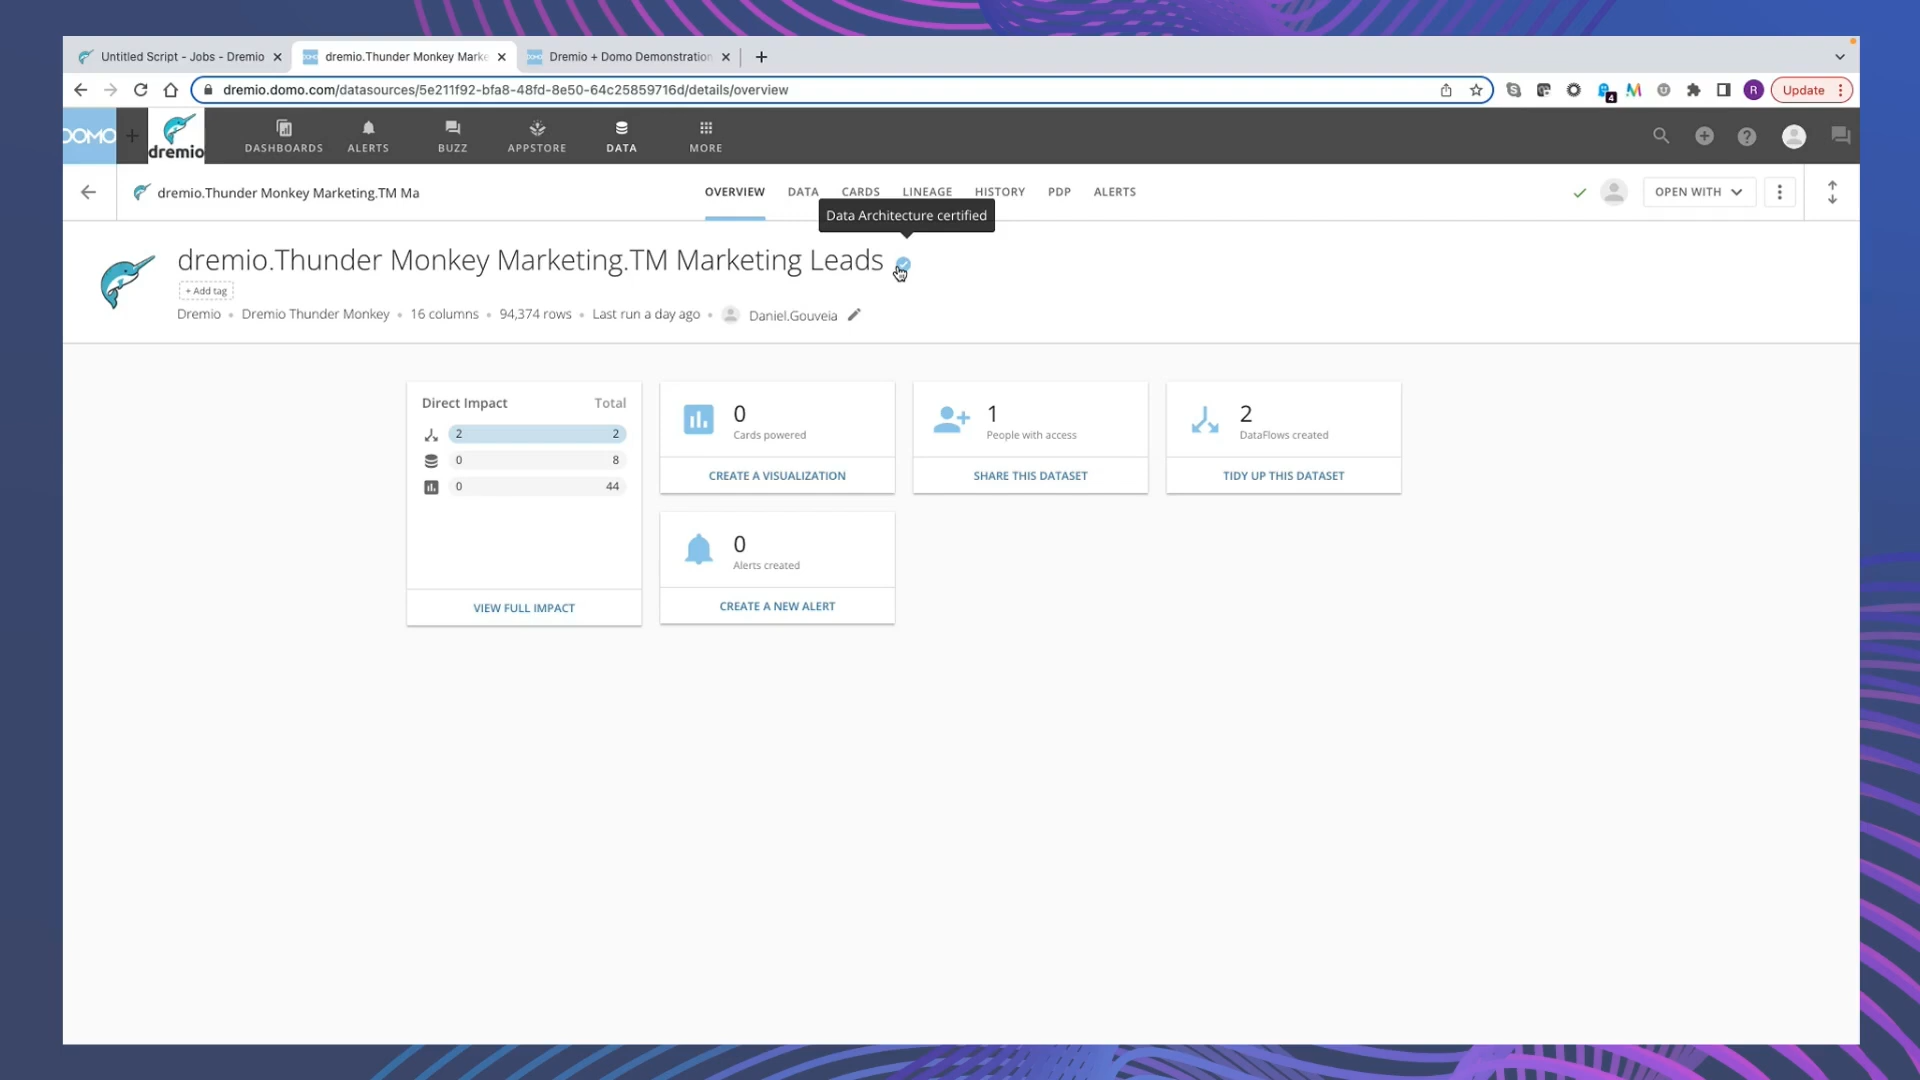 Untitled Script - Jobs - Dremio
dremio.Thunder Monkey Marke
Dremio + Domo Demonstration
dremio.domo.com/datasources/5e211f92-bfa8-48fd-8e50-64c25859716d/details/overview
4
R
Update
DOMO
dremio
DASHBOARDS
ALERTS
BUZZ
APPSTORE
DATA
MORE
dremio.Thunder Monkey Marketing.TM Ma
OVERVIEW
DATA
CARDS
LINEAGE
HISTORY
PDP
ALERTS
OPEN WITH
Data Architecture certified
dremio.Thunder Monkey Marketing.TM Marketing Leads
+ Add tag
Dremio • Dremio Thunder Monkey • 16 columns • 94,374 rows • Last run a day ago • Daniel.Gouveia
Direct Impact Total
2 2
0 8
0 44
VIEW FULL IMPACT
0
Cards powered
CREATE A VISUALIZATION
1
People with access
SHARE THIS DATASET
2
DataFlows created
TIDY UP THIS DATASET
0
Alerts created
CREATE A NEW ALERT